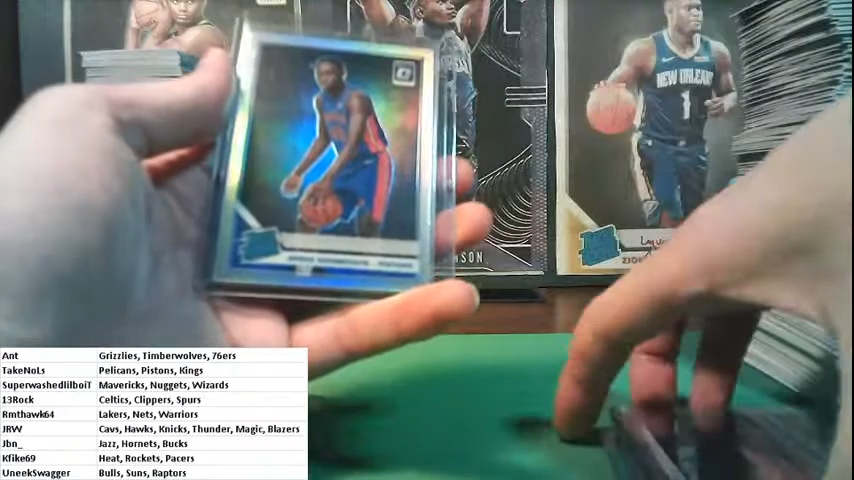 NEW ORLEANS
1
SON
ZIO
Ant Grizzlies, Timberwolves, 76ers
TakeNoLs Pelicans, Pistons, Kings
SuperwashedlilboiT Mavericks, Nuggets, Wizards
13Rock Celtics, Clippers, Spurs
Rmthawk64 Lakers, Nets, Warriors
JRW Cavs, Hawks, Knicks, Thunder, Magic, Blazers
Jbn_ Jazz, Hornets, Bucks
Kfike69 Heat, Rockets, Pacers
UneekSwagger Bulls, Suns, Raptors